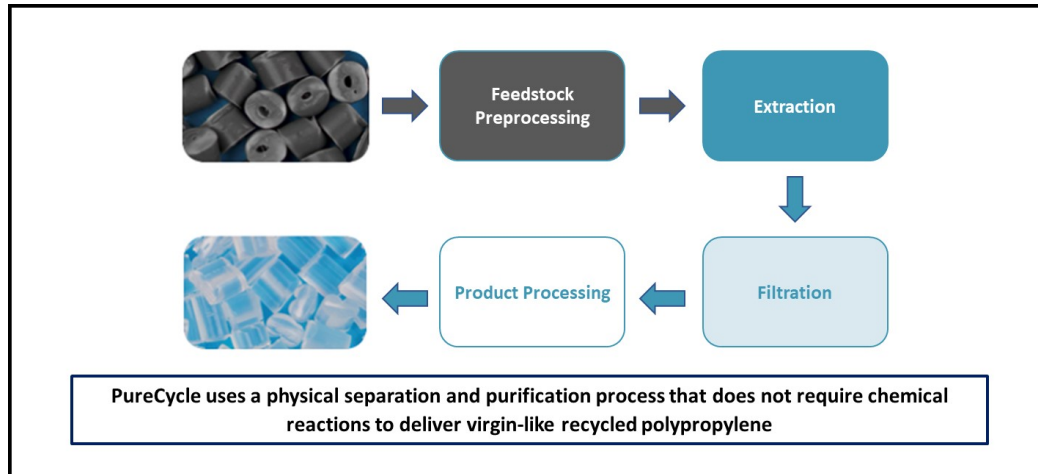 Feedstock
Preprocessing
Extraction
Product Processing
Filtration
PureCycle uses a physical separation and purification process that does not require chemical
reactions to deliver virgin-like recycled polypropylene